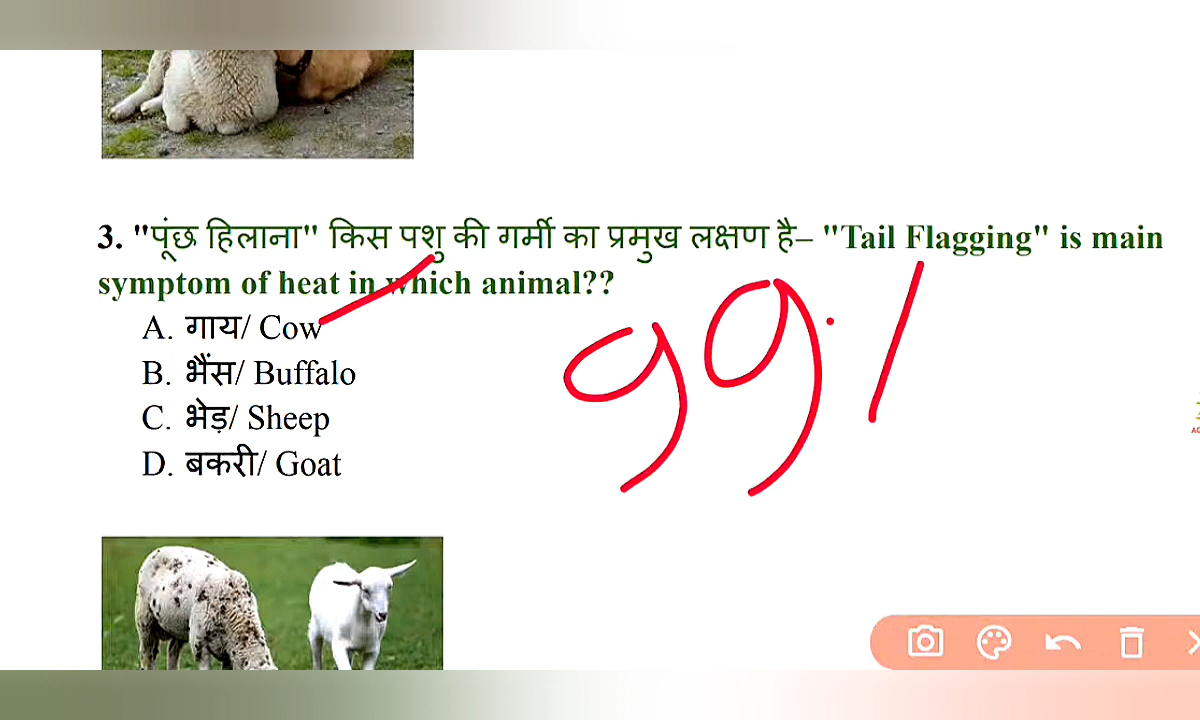 3. "पूंछ हिलाना" किस पशु की गर्मी का प्रमुख लक्षण है– "Tail Flagging" is main
symptom of heat in which animal??
A. गाय/ Cow
B. भैंस/ Buffalo
C. भेड़/ Sheep
D. बकरी/ Goat
99./